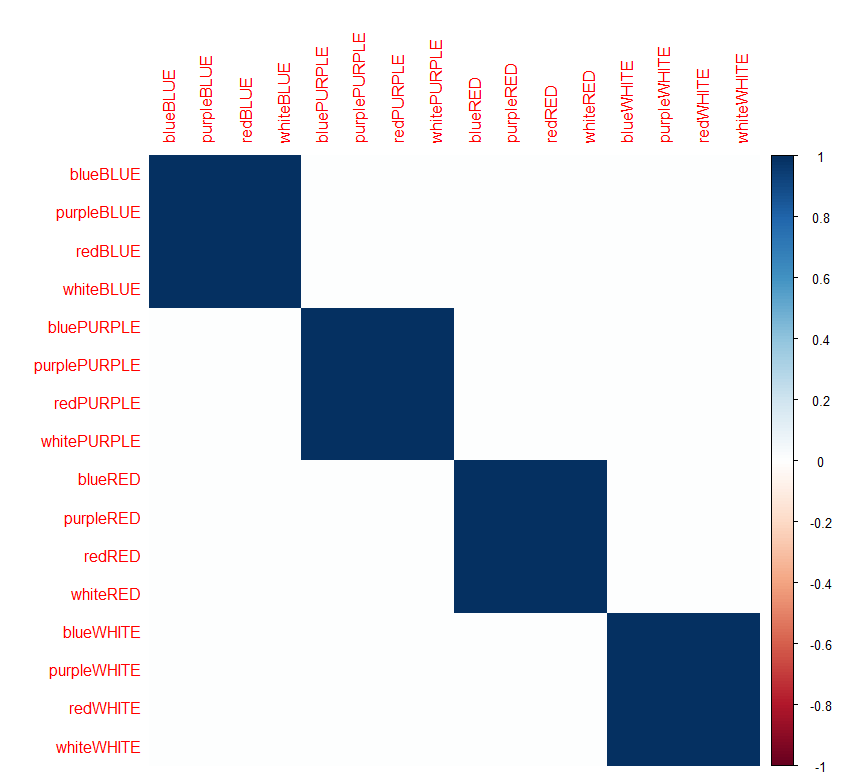 blueBLUE
purpleBLUE
redBLUE
whiteBLUE
bluePURPLE
purplePURPLE
redPURPLE
whitePURPLE
blueRED
purpleRED
redRED
whiteRED
blueWHITE
purpleWHITE
redWHITE
whiteWHITE
blueBLUE
purpleBLUE
redBLUE
whiteBLUE
bluePURPLE
purplePURPLE
redPURPLE
whitePURPLE
blueRED
purpleRED
redRED
whiteRED
blueWHITE
purpleWHITE
redWHITE
whiteWHITE
1
0.8
0.6
0.4
0.2
0
-0.2
-0.4
-0.6
-0.8
-1